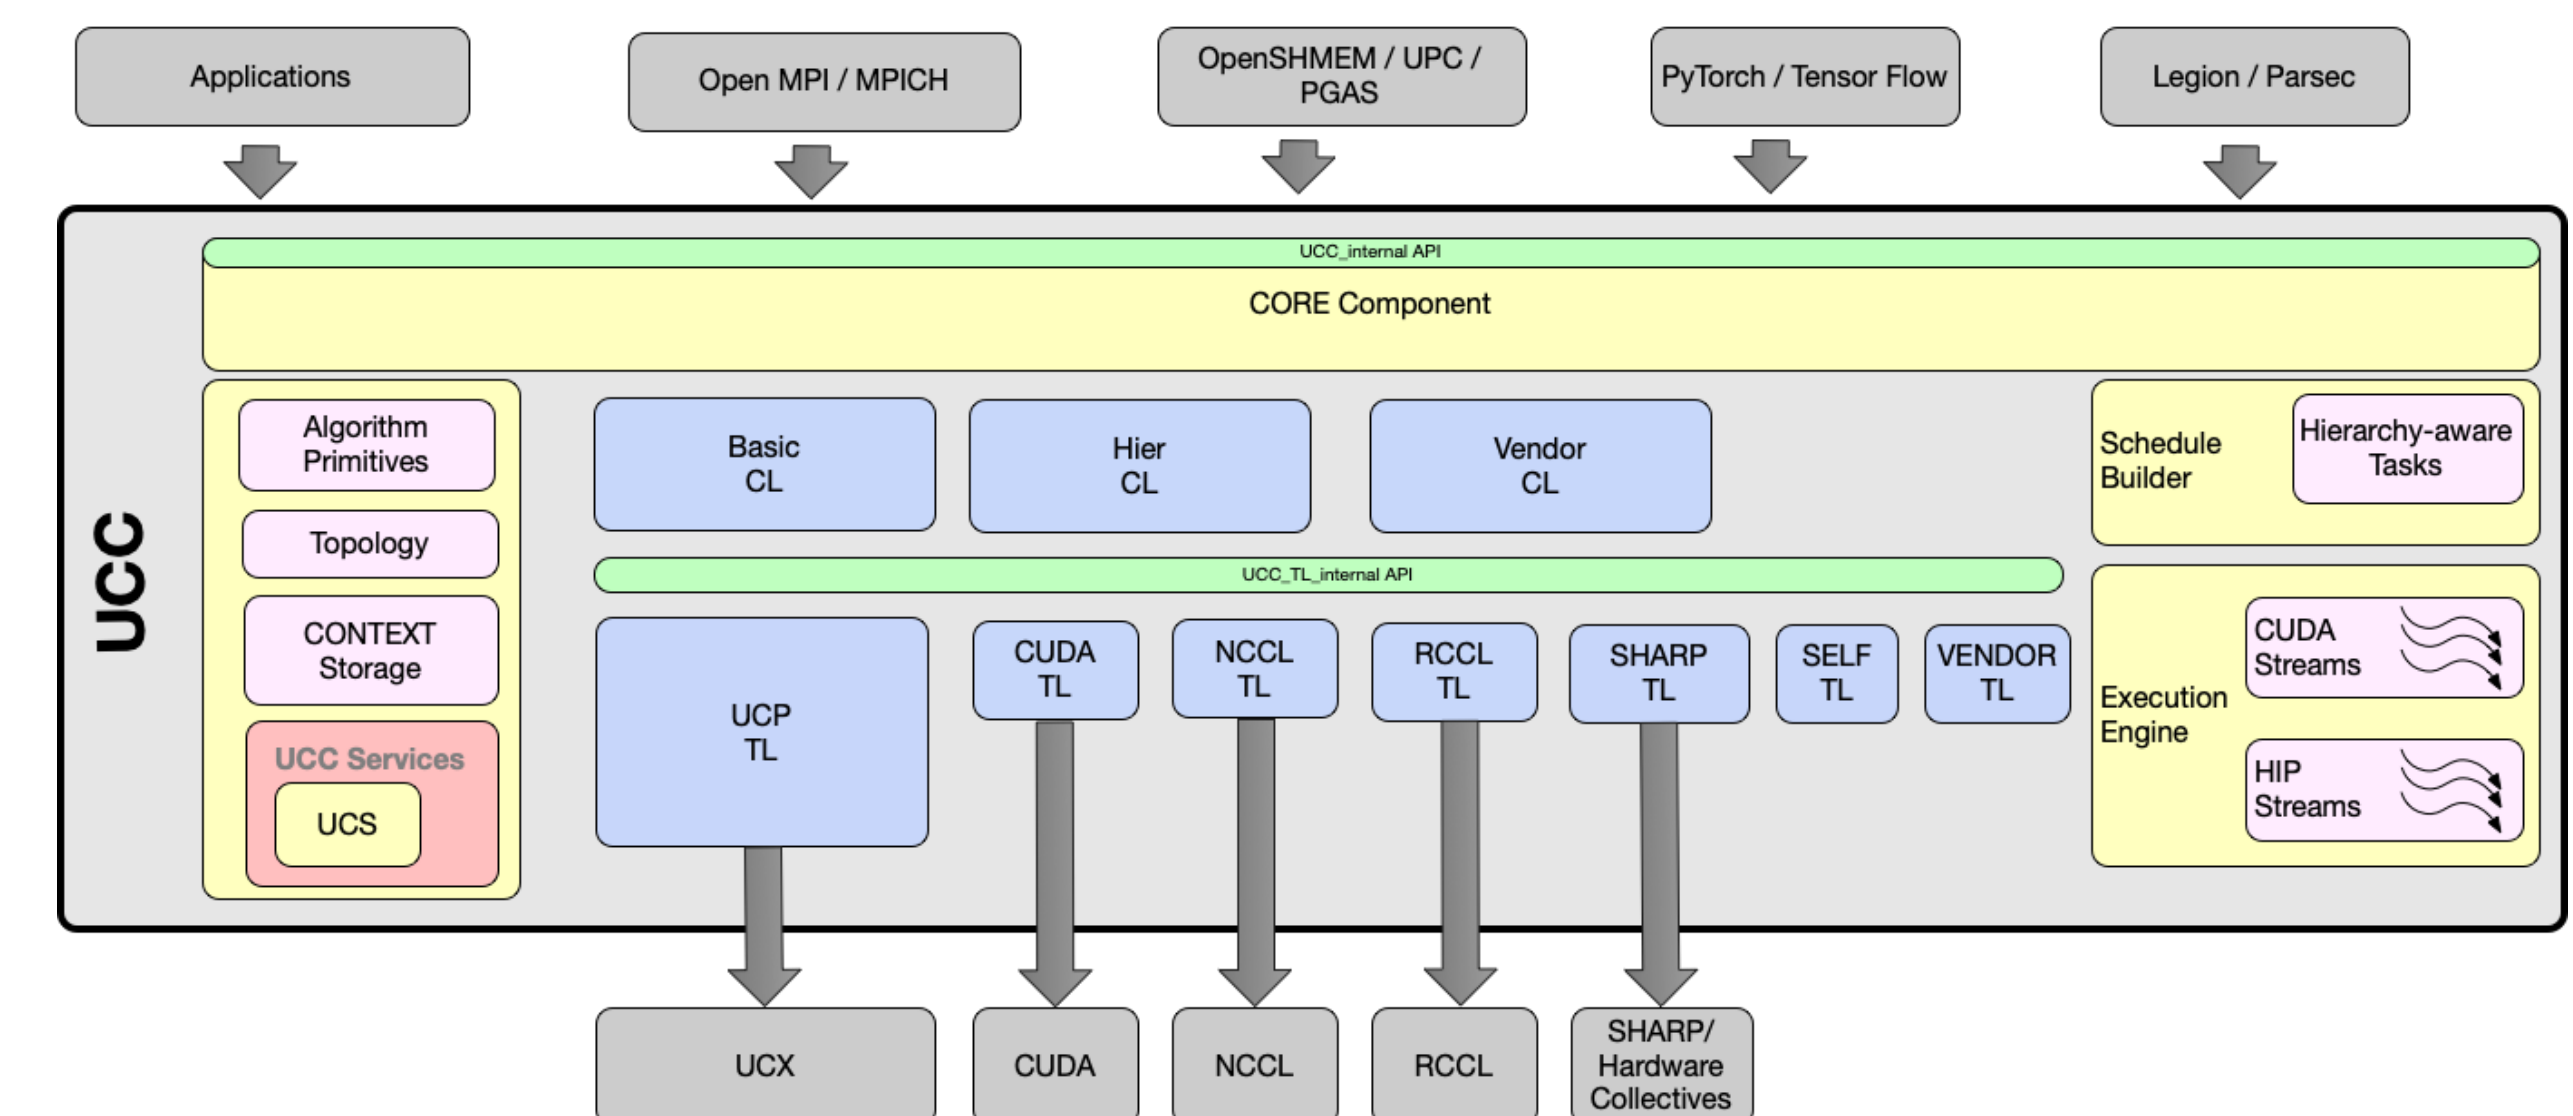 Applications
Open MPI / MPICH
OpenSHMEM / UPC /
PGAS
PyTorch / Tensor Flow
Legion / Parsec
UCC_internal API
CORE Component
UCC
Algorithm
Primitives
Topology
CONTEXT
Storage
UCC Services
UCS
Basic
CL
Hier
CL
Vendor
CL
UCC_TL_internal API
UCP
TL
CUDA
TL
NCCL
TL
RCCL
TL
SHARP
TL
SELF
TL
VENDOR
TL
Schedule
Builder
Hierarchy-aware
Tasks
Execution
Engine
CUDA
Streams
HIP
Streams
UCX
CUDA
NCCL
RCCL
SHARP/
Hardware
Collectives